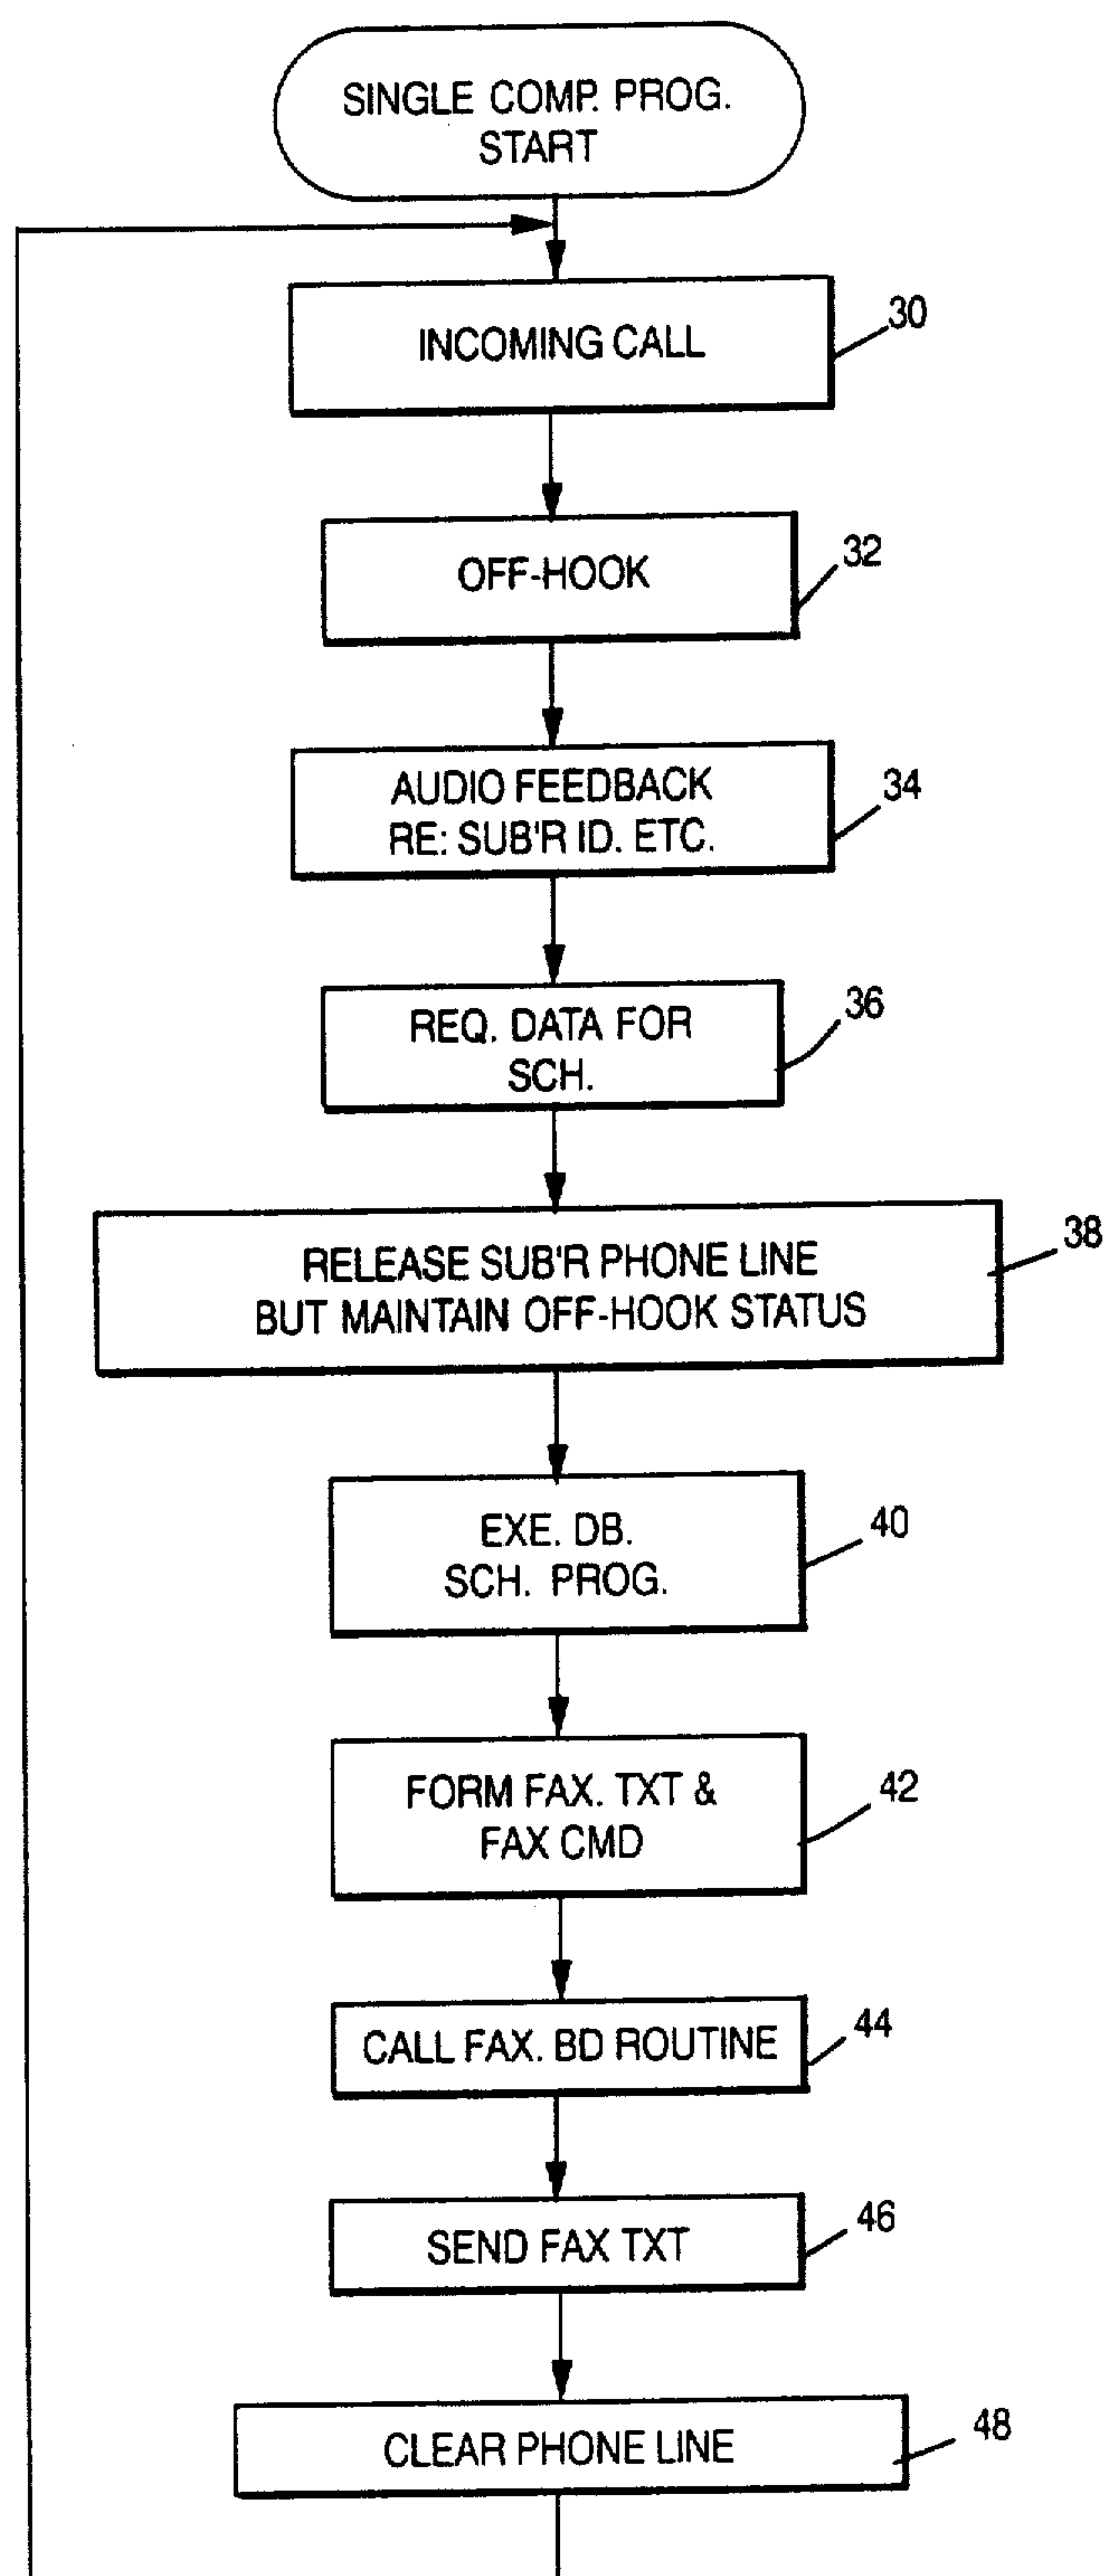 SINGLE COMP. PROG.
START
INCOMING CALL
30
OFF-HOOK
32
AUDIO FEEDBACK
RE: SUB'R ID. ETC.
34
REQ. DATA FOR
SCH.
36
RELEASE SUB'R PHONE LINE
BUT MAINTAIN OFF-HOOK STATUS
38
EXE. DB.
SCH. PROG.
40
FORM FAX. TXT &
FAX CMD
42
CALL FAX. BD ROUTINE
44
SEND FAX TXT
46
CLEAR PHONE LINE
48